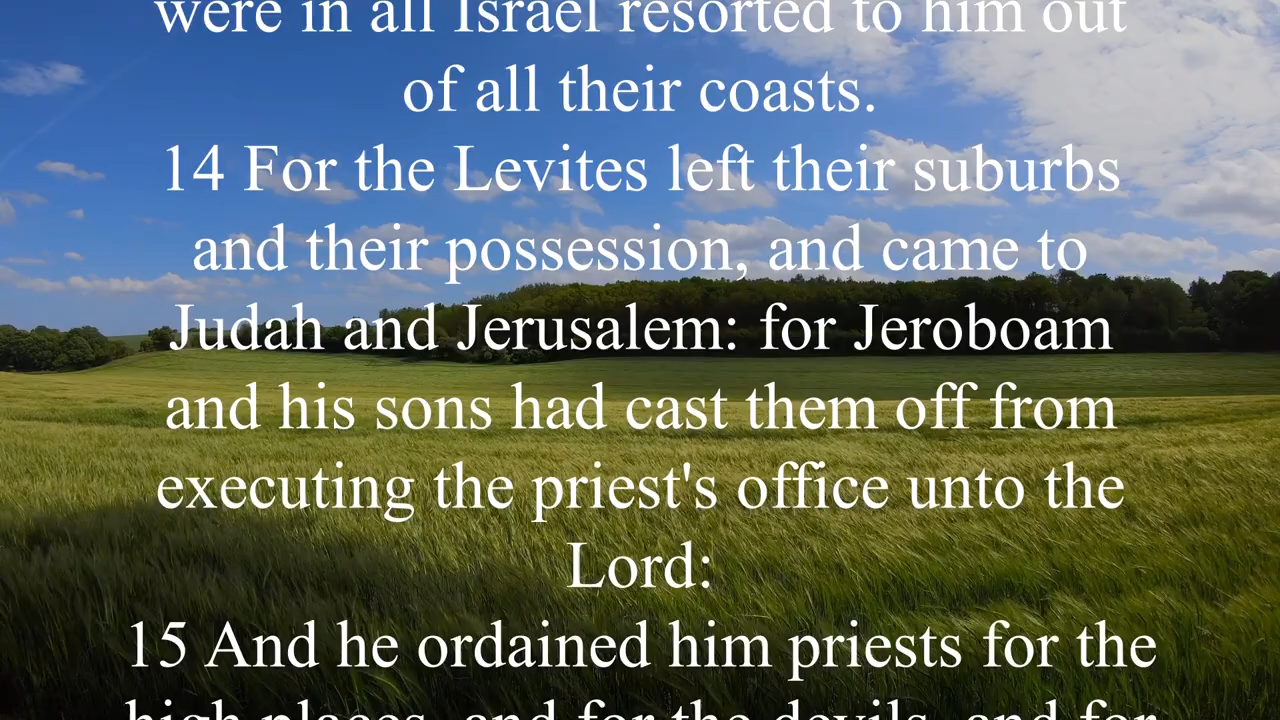 were in all Israel resorted to him out
of all their coasts.
14 For the Levites left their suburbs
and their possession, and came to
Judah and Jerusalem: for Jeroboam
and his sons had cast them off from
executing the priest's office unto the
Lord:
15 And he ordained him priests for the
high places, and for the devils, and for